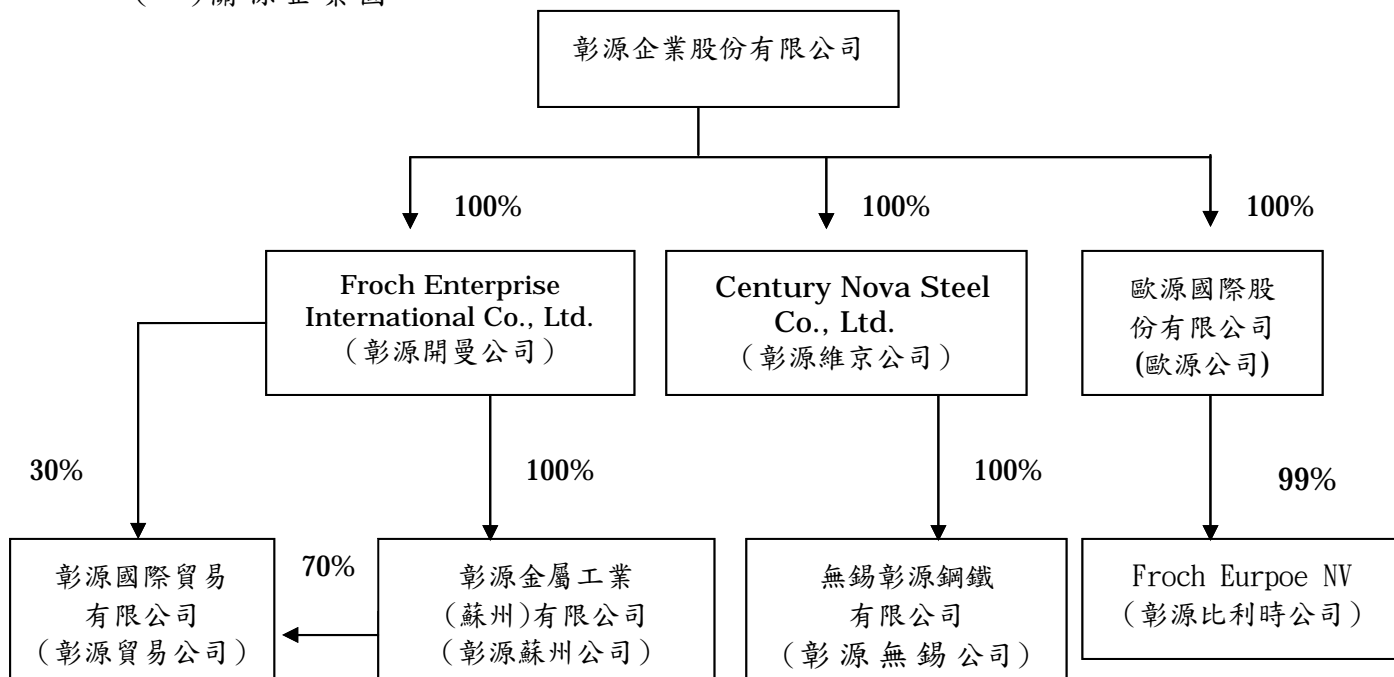 關係企業圖
彰源企業股份有限公司
100%
100%
100%
Froch Enterprise
International Co., Ltd.
（彰源開曼公司）
Century Nova Steel
Co., Ltd.
（彰源維京公司）
歐源國際股
份有限公司
(歐源公司)
30%
100%
100%
99%
彰源國際貿易
有限公司
（彰源貿易公司）
70%
彰源金屬工業
(蘇州)有限公司
（彰源蘇州公司）
無錫彰源鋼鐵
有限公司
（彰源無錫公司）
Froch Eurpoe NV
（彰源比利時公司）